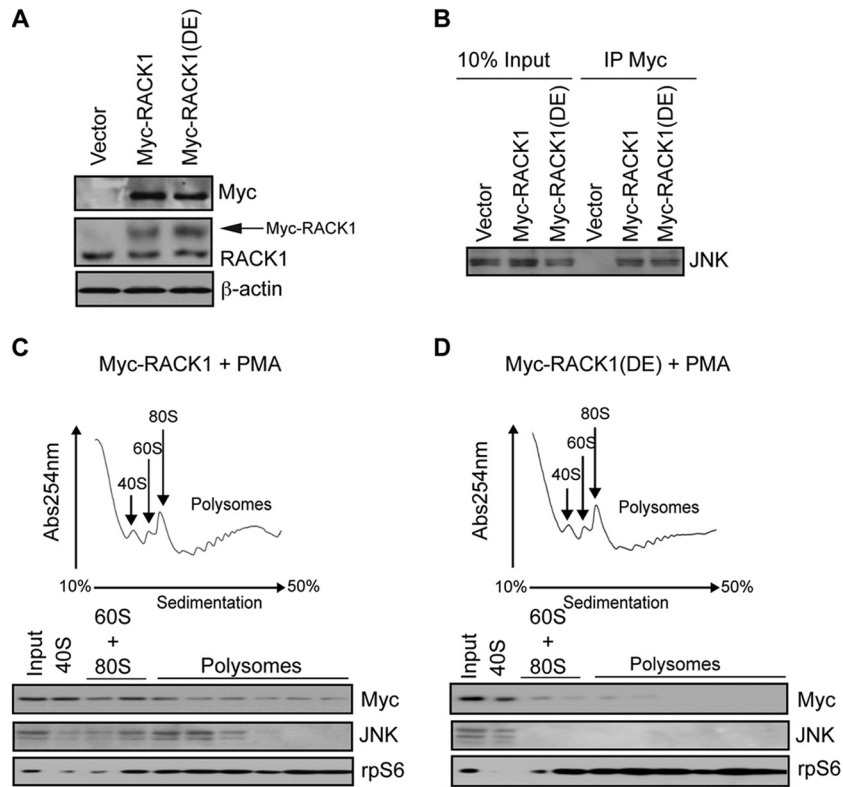 A
Vector
Myc-RACK1
Myc-RACK1(DE)
Myc
Myc-RACK1
RACK1
β-actin
B
10% Input
IP Myc
Vector
Myc-RACK1
Myc-RACK1(DE)
Vector
Myc-RACK1
Myc-RACK1(DE)
JNK
C
Myc-RACK1 + PMA
Abs254nm
40S
60S
80S
Polysomes
10%
50%
Sedimentation
Input
40S
60S
+
80S
Polysomes
Myc
JNK
rpS6
D
Myc-RACK1(DE) + PMA
Abs254nm
40S
60S
80S
Polysomes
10%
50%
Sedimentation
Input
40S
60S
+
80S
Polysomes
Myc
JNK
rpS6